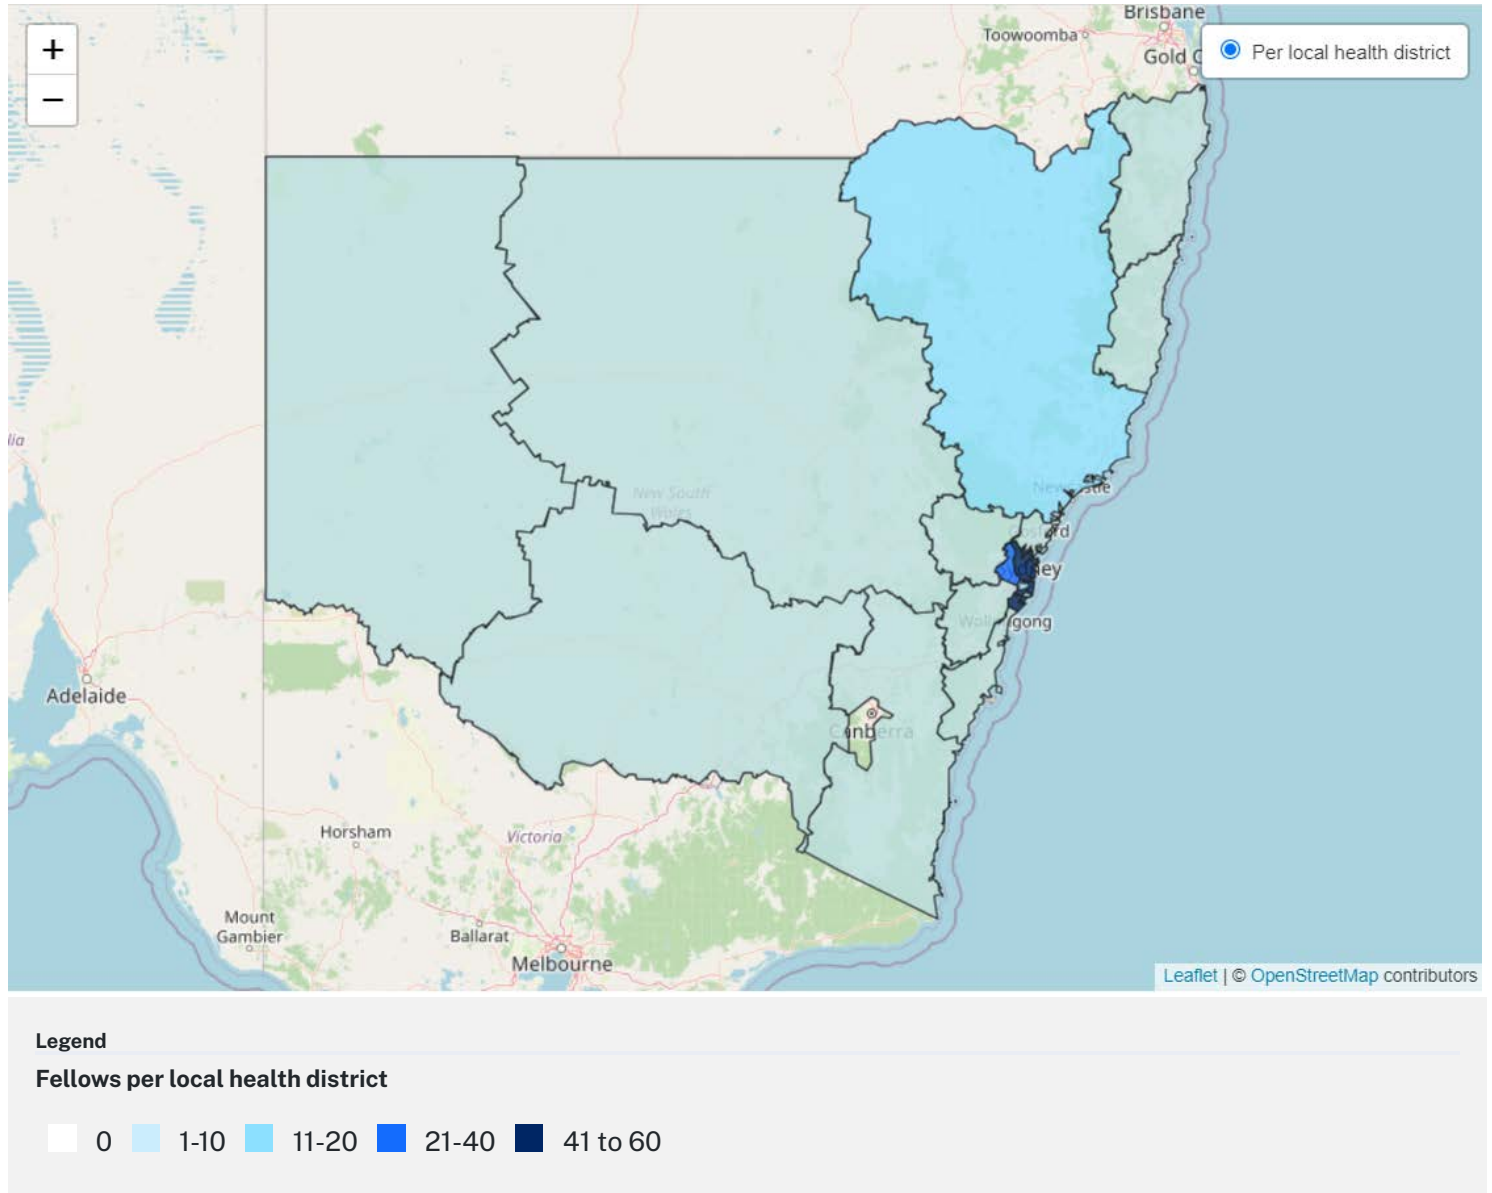 +
−
Brisbane
Toowoomba
Gold C
Per local health district
lia
New South
Wales
Newcastle
Gosford
ney
Wollongong
Adelaide
Canberra
Horsham
Victoria
Mount
Gambier
Ballarat
Melbourne
Leaflet | © OpenStreetMap contributors
Legend
Fellows per local health district
0 1-10 11-20 21-40 41 to 60